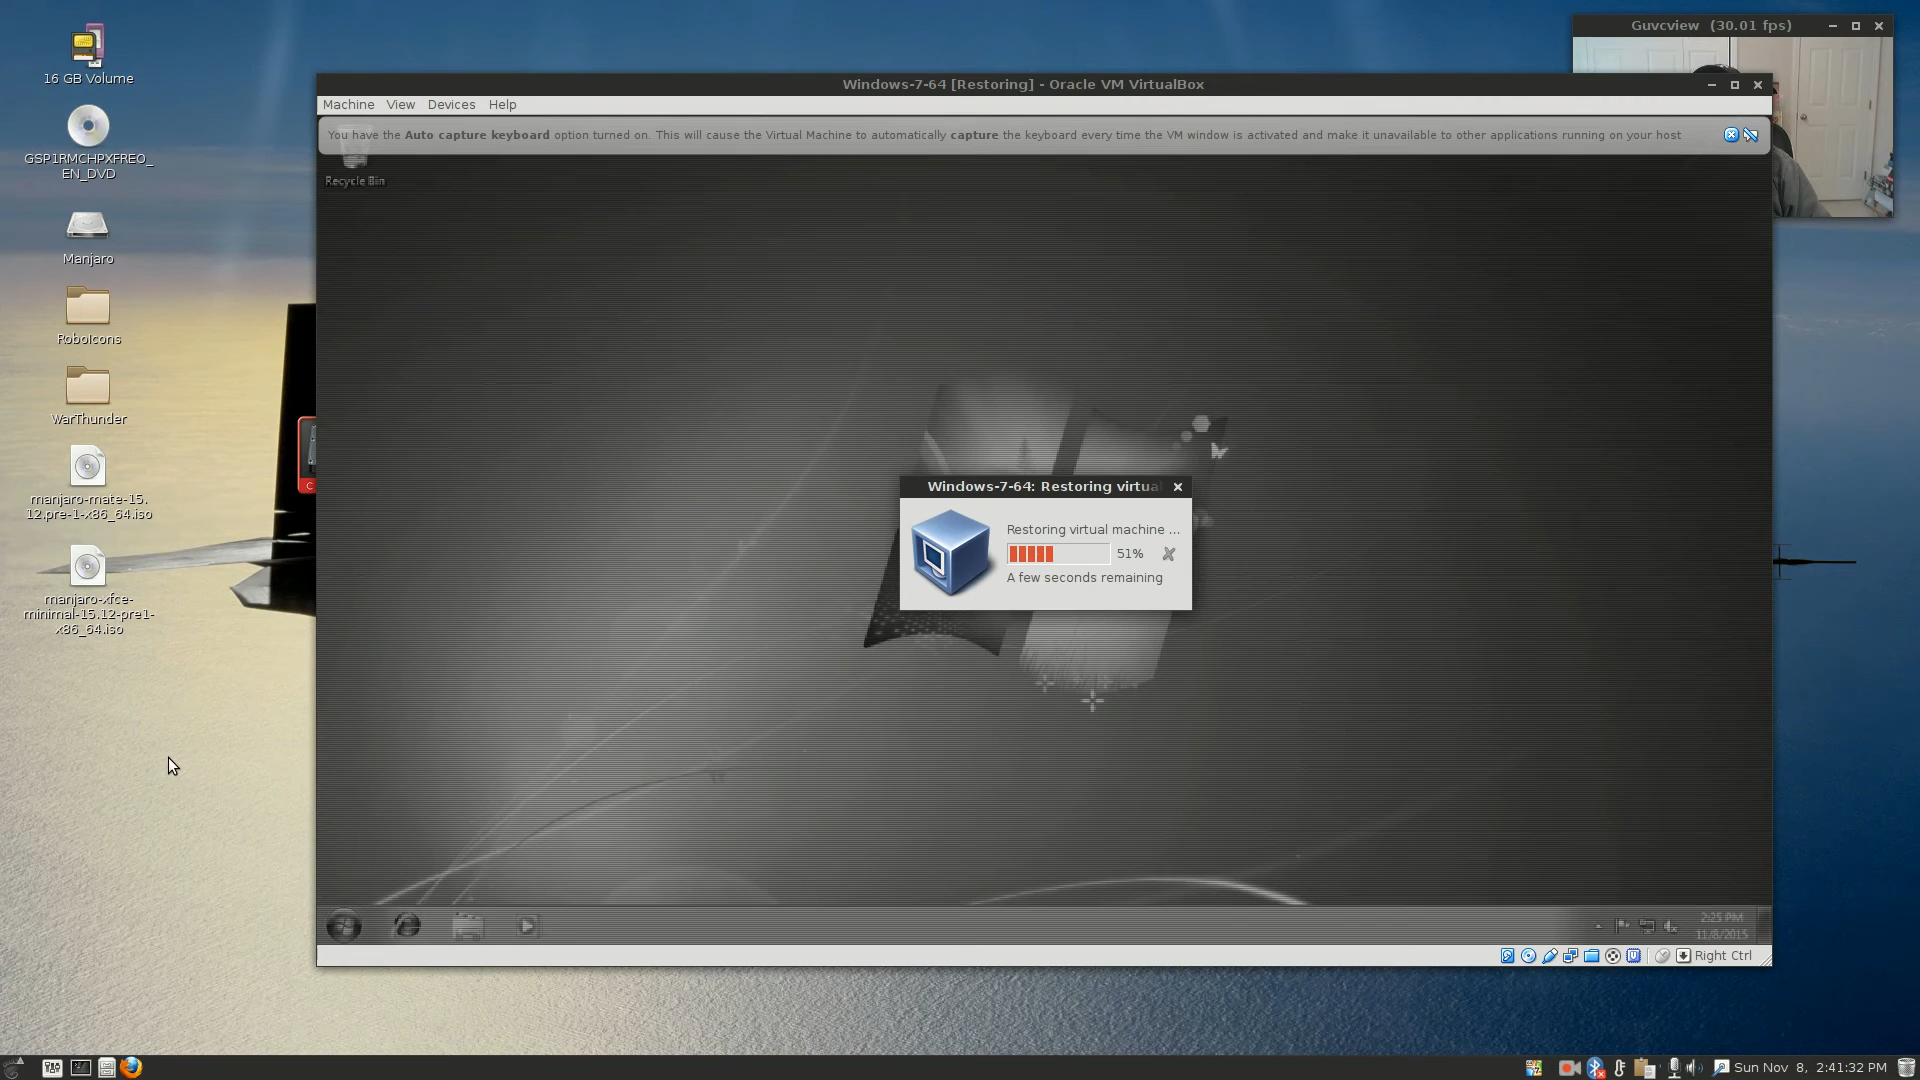 16 GB Volume
GSP1RMCHPXFREO_
EN_DVD
Manjaro
RoboIcons
WarThunder
manjaro-mate-15.
12.pre-1-x86_64.iso
manjaro-xfce-
minimal-15.12-pre1-
x86_64.iso
Guvcview (30.01 fps)
Windows-7-64 [Restoring] - Oracle VM VirtualBox
Machine View Devices Help
You have the Auto capture keyboard option turned on. This will cause the Virtual Machine to automatically capture the keyboard every time the VM window is activated and make it unavailable to other applications running on your host
Recycle Bin
C
Windows-7-64: Restoring virtua
Restoring virtual machine ...
51%
A few seconds remaining
2:25 PM
11/8/2015
Right Ctrl
Sun Nov 8, 2:41:32 PM